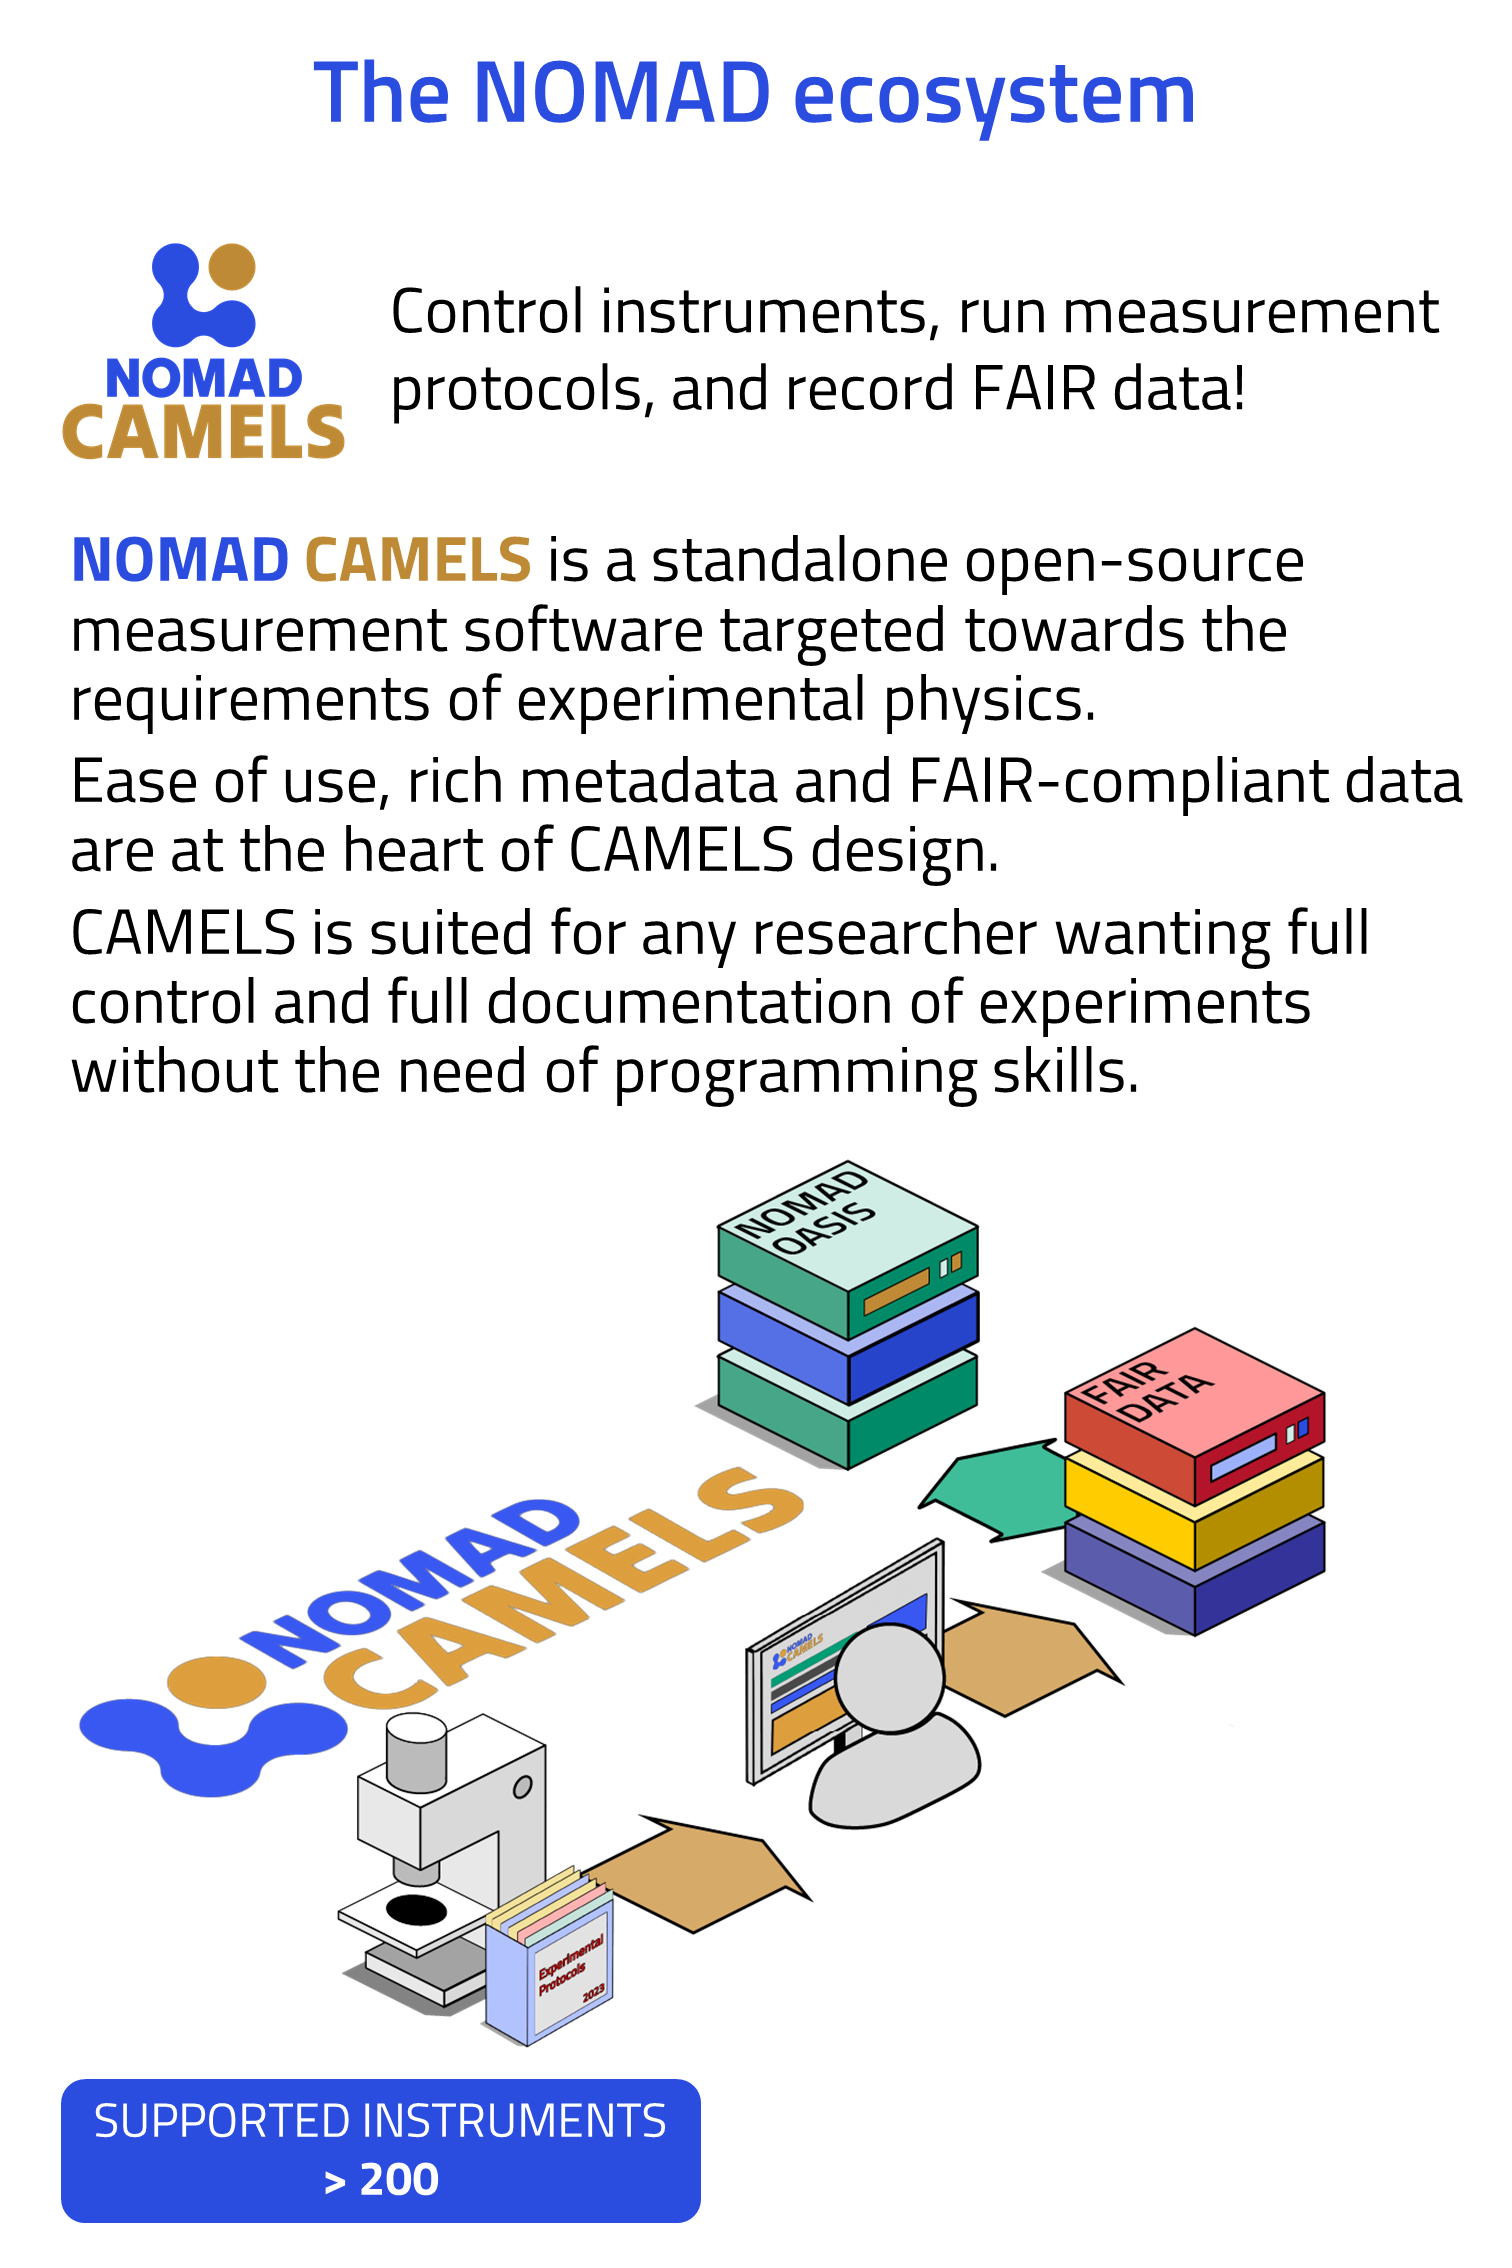 The NOMAD ecosystem
NOMAD
CAMELS
Control instruments, run measurement
protocols, and record FAIR data!
NOMAD CAMELS is a standalone open-source
measurement software targeted towards the
requirements of experimental physics.
Ease of use, rich metadata and FAIR-compliant data
are at the heart of CAMELS design.
CAMELS is suited for any researcher wanting full
control and full documentation of experiments
without the need of programming skills.
NOMAD
OASIS
FAIR
DATA
NOMAD
CAMELS
NOMAD
CAMELS
Experimental
Protocols
2023
SUPPORTED INSTRUMENTS
> 200